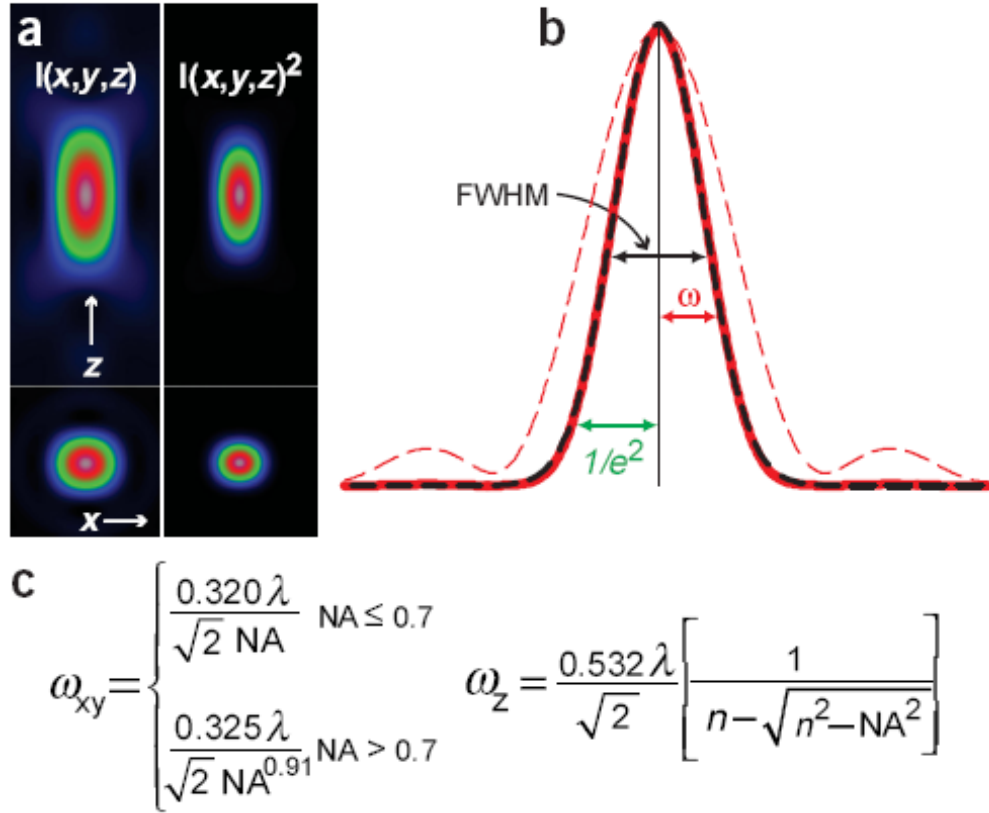 a
I(x,y,z)
I(x,y,z)²
z
x
b
FWHM
ω
1/e²
c
ω_xy = { 0.320 λ / √2 NA   NA ≤ 0.7
0.325 λ / √2 NA^0.91   NA > 0.7
ω_z = 0.532 λ / √2 [ 1 / n − √n² − NA² ]